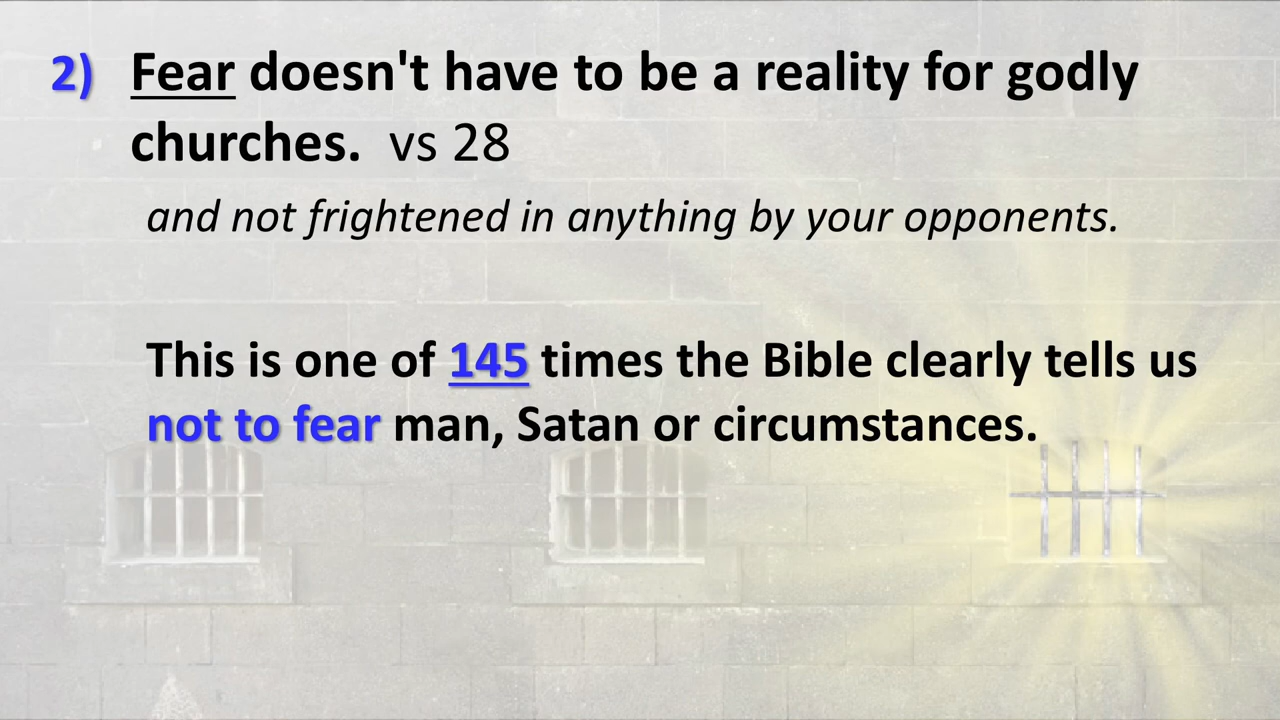 2) Fear doesn't have to be a reality for godly
churches. vs 28
and not frightened in anything by your opponents.
This is one of 145 times the Bible clearly tells us
not to fear man, Satan or circumstances.